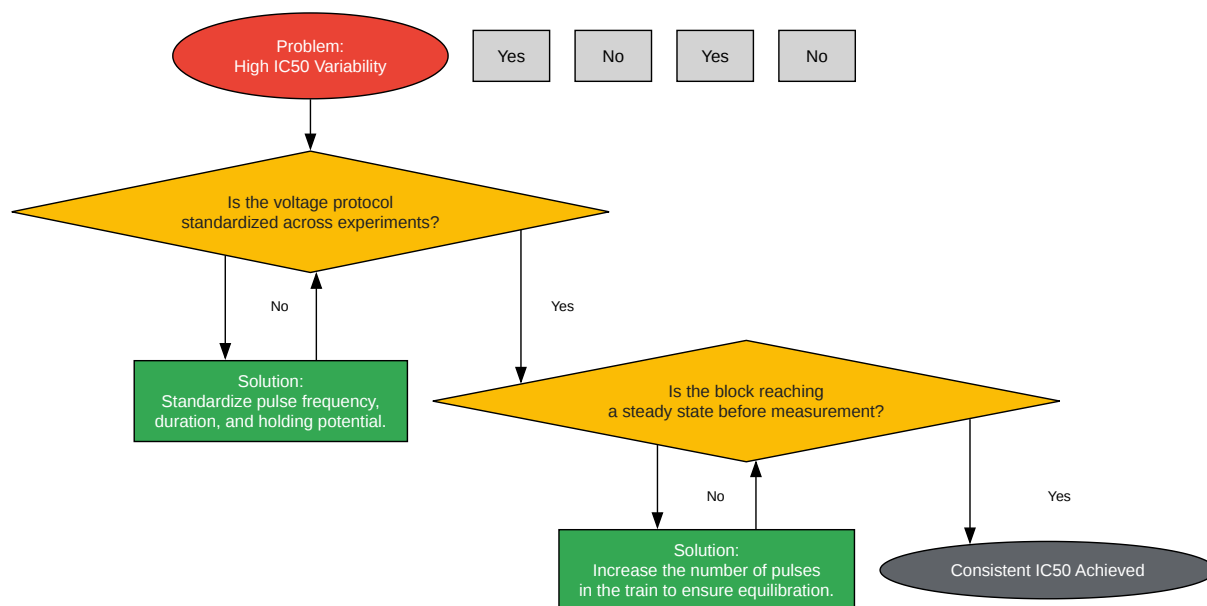 Problem:
High IC50 Variability
Yes
No
Yes
No
Is the voltage protocol
standardized across experiments?
No
Yes
Solution:
Standardize pulse frequency,
duration, and holding potential.
Is the block reaching
a steady state before measurement?
No
Yes
Solution:
Increase the number of pulses
in the train to ensure equilibration.
Consistent IC50 Achieved